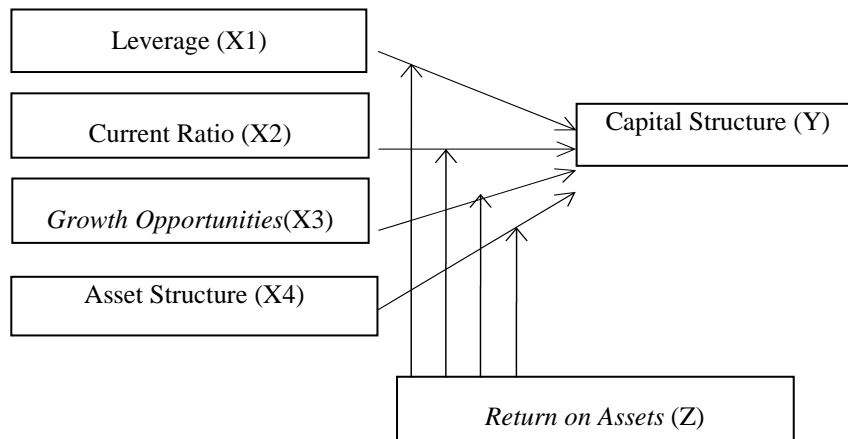 Leverage (X1)
Current Ratio (X2)
Capital Structure (Y)
Growth Opportunities(X3)
Asset Structure (X4)
Return on Assets (Z)